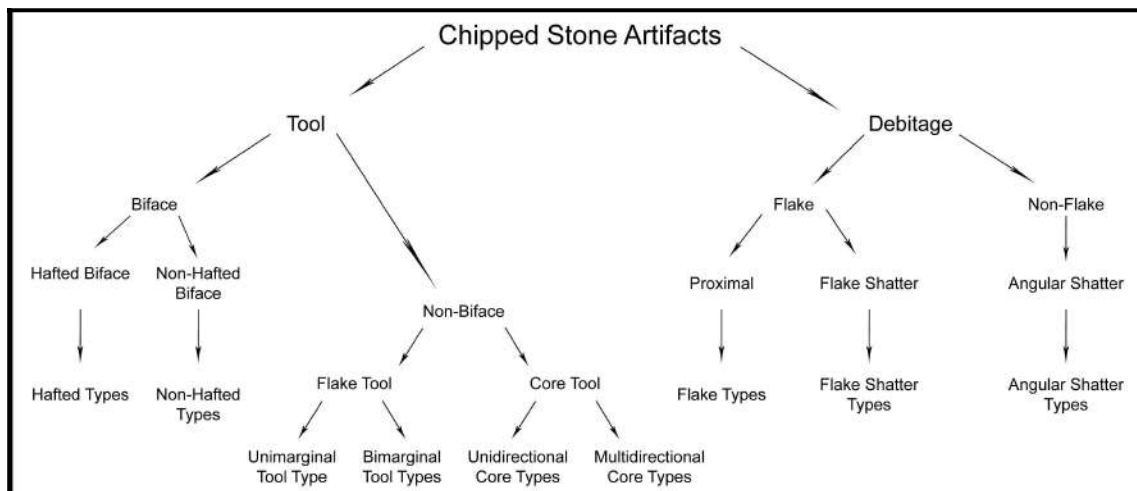 Chipped Stone Artifacts
Tool
Debitage
Biface
Flake
Non-Flake
Hafted Biface
Non-Hafted
Biface
Proximal
Flake Shatter
Angular Shatter
Non-Biface
Hafted Types
Non-Hafted
Types
Flake Tool
Core Tool
Flake Types
Flake Shatter
Types
Angular Shatter
Types
Unimarginal
Tool Type
Bimarginal
Tool Types
Unidirectional
Core Types
Multidirectional
Core Types